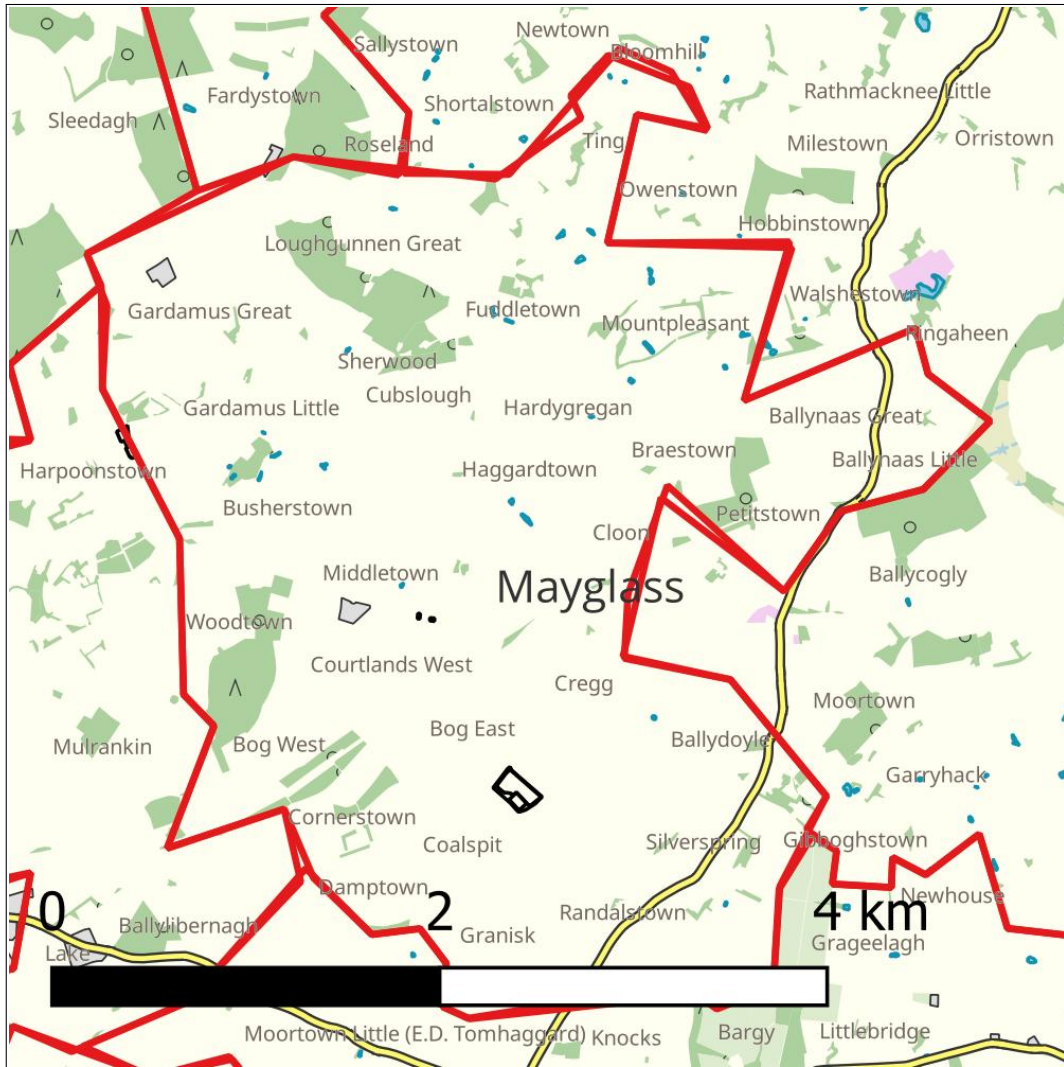 Newtown
Sallystown
Bloomhill
Fardystown
Rathmacknee Little
Shortalstown
Sleedagh
Orristown
Roseland
Ting
Milestown
Owenstown
Hobbinstown
Loughgunnen Great
Walshestown
Gardamus Great
Fuddletown
Mountpleasant
Ringaheen
Sherwood
Cubslough
Gardamus Little
Hardygregan
Ballynaas Great
Braestown
Ballynaas Little
Harpoonstown
Haggardtown
Busherstown
Petitstown
Cloon
Middletown
Ballycogly
Mayglass
Woodtown
Courtlands West
Cregg
Moortown
Bog East
Mulrankin
Bog West
Ballydoyle
Garryhack
Cornerstown
Coalspit
Silverspring
Gibboghstown
Damptown
Newhouse
0
2
4 km
Ballylibernagh
Randalstown
Granisk
Grageelagh
Lake
Moortown Little (E.D. Tomhaggard)
Knocks
Bargy
Littlebridge